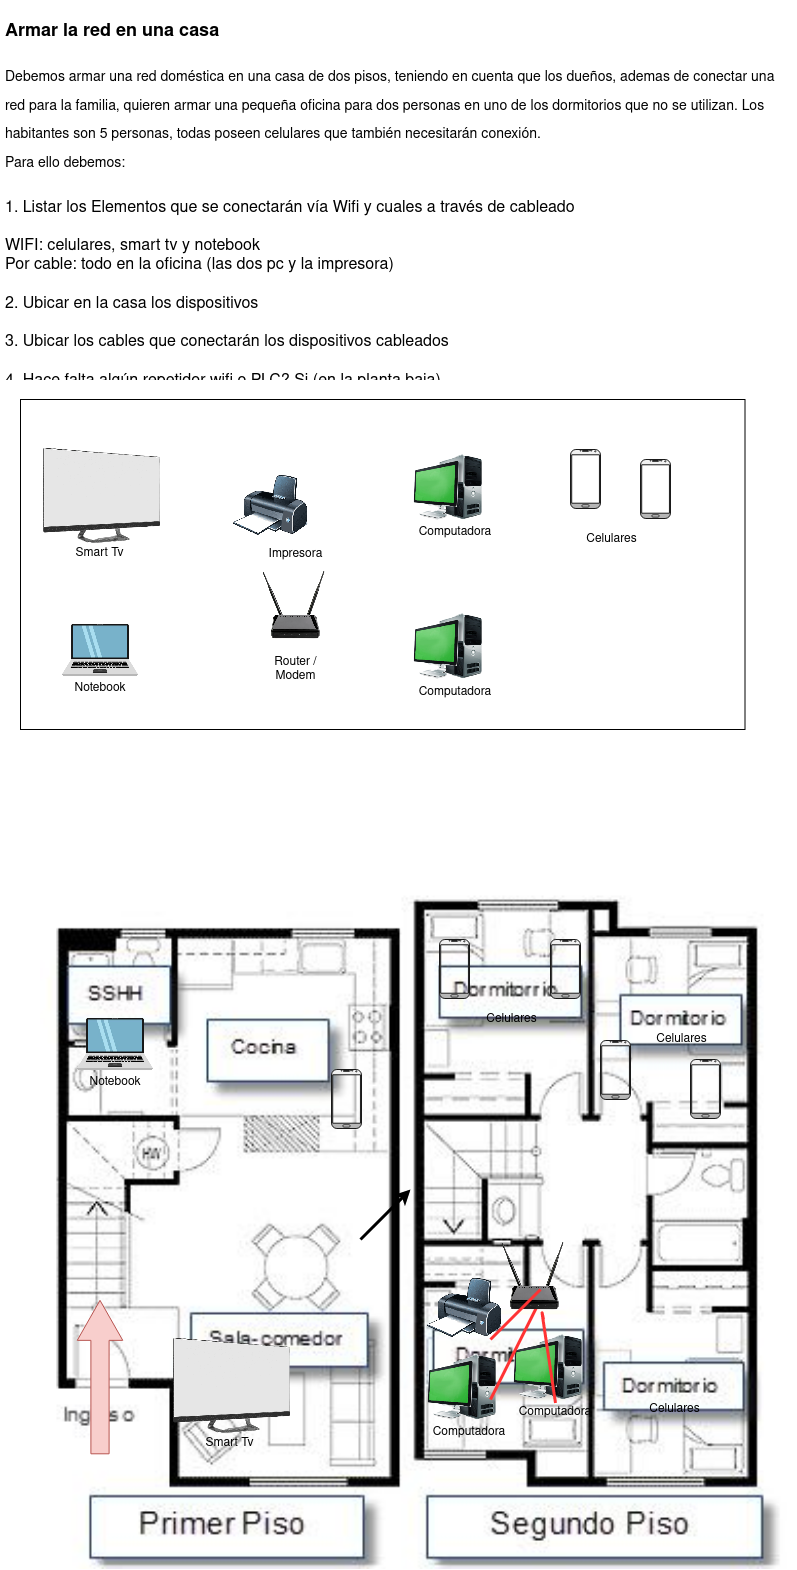 Armar la red en una casa
Debemos armar una red doméstica en una casa de dos pisos, teniendo en cuenta que los dueños, ademas de conectar una
red para la familia, quieren armar una pequeña oficina para dos personas en uno de los dormitorios que no se utilizan. Los
habitantes son 5 personas, todas poseen celulares que también necesitarán conexión.
Para ello debemos:
1. Listar los Elementos que se conectarán vía Wifi y cuales a través de cableado
WIFI: celulares, smart tv y notebook
Por cable: todo en la oficina (las dos pc y la impresora)
2. Ubicar en la casa los dispositivos
3. Ubicar los cables que conectarán los dispositivos cableados
4. Hace falta algún repetidor wifi o PLC? Si (en la planta baja)
Smart Tv
Impresora
Computadora
Celulares
Notebook
Router /
Modem
Computadora
SSHH
Notebook
Cocina
HW
Sala-comedor
Smart Tv
Ingreso
Primer Piso
Dormitorrio
Celulares
Dormitorio
Celulares
Dormit
Computadora
Computadora
Dormitorio
Celulares
Segundo Piso